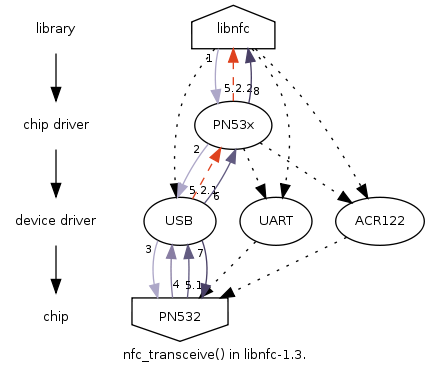 library
libnfc
1
5.2.2
8
chip driver
PN53x
2
5.2.1
6
device driver
USB
UART
ACR122
3
4
5.1
7
chip
PN532
nfc_transceive() in libnfc-1.3.